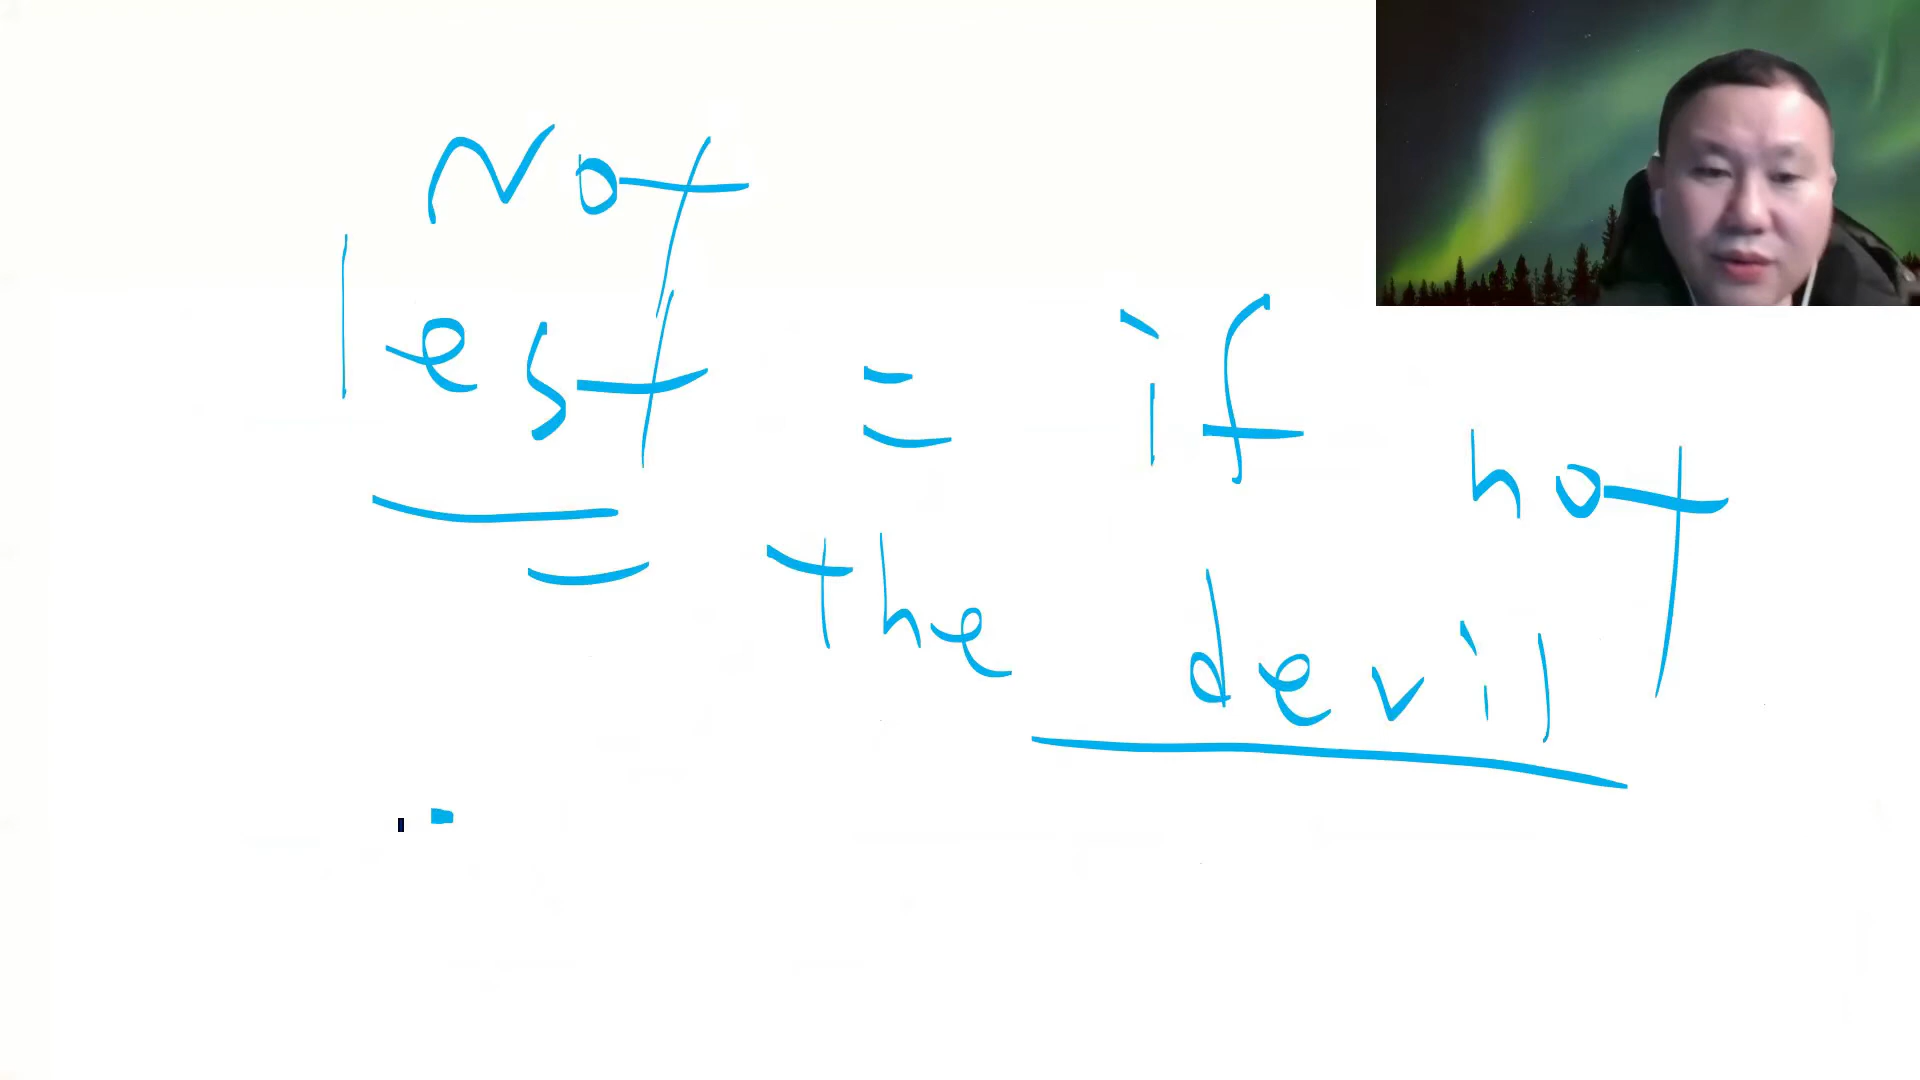 Not
lest = if not
= the devil